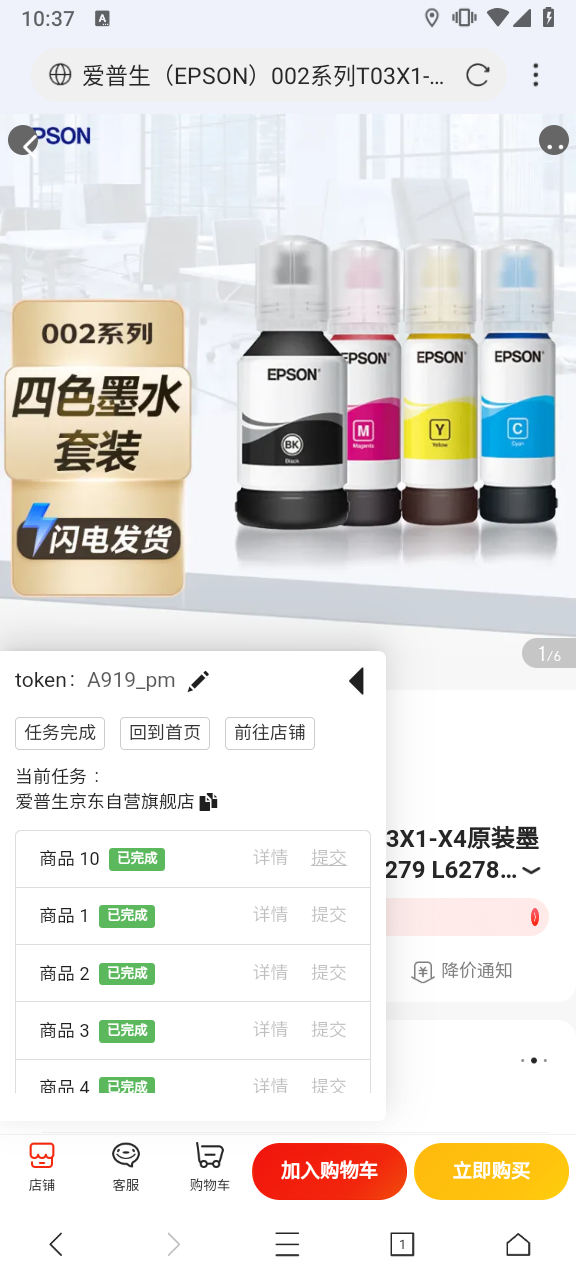 10:37
A
爱普生（EPSON）002系列T03X1-...
EPSON
002系列
四色墨水
套装
闪电发货
EPSON
BK
Black
EPSON
M
Magenta
EPSON
Y
Yellow
EPSON
C
Cyan
1/6
token： A919_pm
任务完成
回到首页
前往店铺
当前任务：
爱普生京东自营旗舰店
商品 10 已完成 详情 提交
商品 1 已完成 详情 提交
商品 2 已完成 详情 提交
商品 3 已完成 详情 提交
商品 4 已完成 详情 提交
3X1-X4原装墨
279 L6278...
降价通知
店铺
客服
购物车
加入购物车
立即购买
1